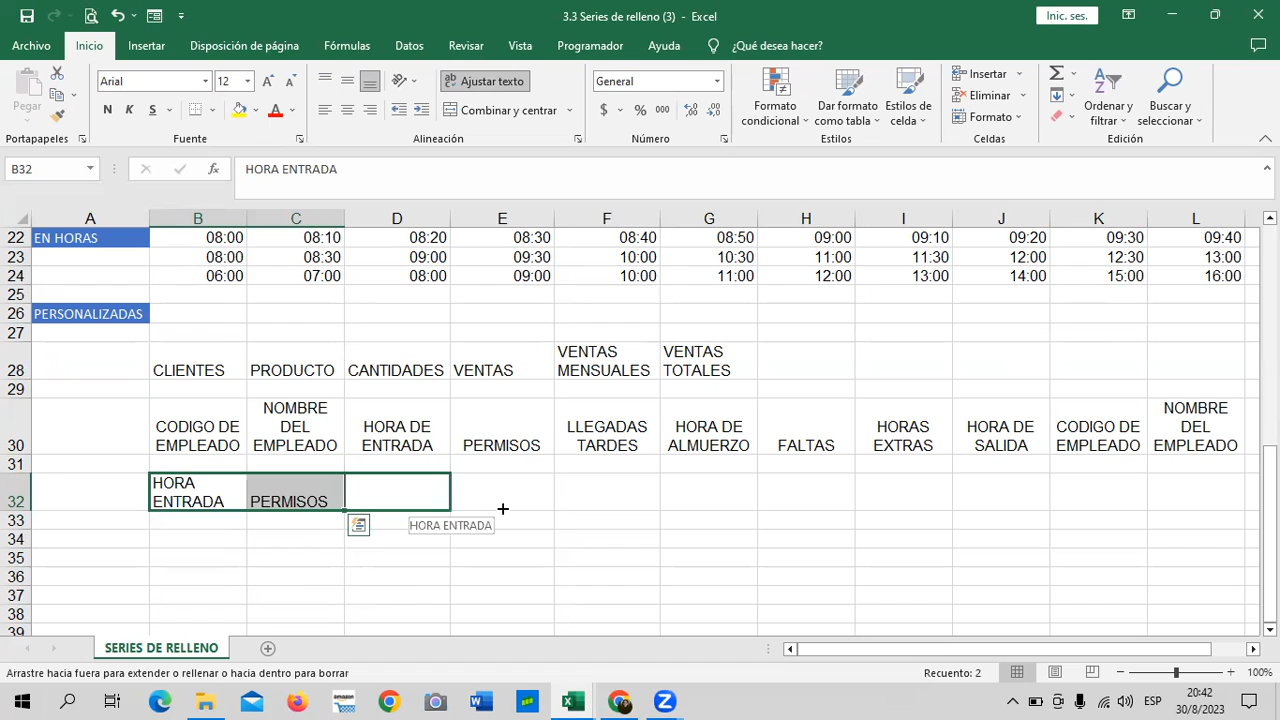 3.3 Series de relleno (3) - Excel
Inic. ses.
Archivo Inicio Insertar Disposición de página Fórmulas Datos Revisar Vista Programador Ayuda ¿Qué desea hacer?
Pegar
Arial 12
N K S
Ajustar texto
Combinar y centrar
General
$ % 000
Formato condicional
Dar formato como tabla
Estilos de celda
Insertar
Eliminar
Formato
Ordenar y filtrar
Buscar y seleccionar
Portapapeles Fuente Alineación Número Estilos Celdas Edición
B32 fx HORA ENTRADA
A B C D E F G H I J K L
22 EN HORAS 08:00 08:10 08:20 08:30 08:40 08:50 09:00 09:10 09:20 09:30 09:40
23 08:00 08:30 09:00 09:30 10:00 10:30 11:00 11:30 12:00 12:30 13:00
24 06:00 07:00 08:00 09:00 10:00 11:00 12:00 13:00 14:00 15:00 16:00
25
26 PERSONALIZADAS
27
28 CLIENTES PRODUCTO CANTIDADES VENTAS VENTAS MENSUALES VENTAS TOTALES
29
30 CODIGO DE EMPLEADO NOMBRE DEL EMPLEADO HORA DE ENTRADA PERMISOS LLEGADAS TARDES HORA DE ALMUERZO FALTAS HORAS EXTRAS HORA DE SALIDA CODIGO DE EMPLEADO NOMBRE DEL EMPLEADO
31
32 HORA ENTRADA PERMISOS
33 HORA ENTRADA
34
35
36
37
38
39
SERIES DE RELLENO
Arrastre hacia fuera para extender o rellenar o hacia dentro para borrar
Recuento: 2
100%
ESP
20:42
30/8/2023